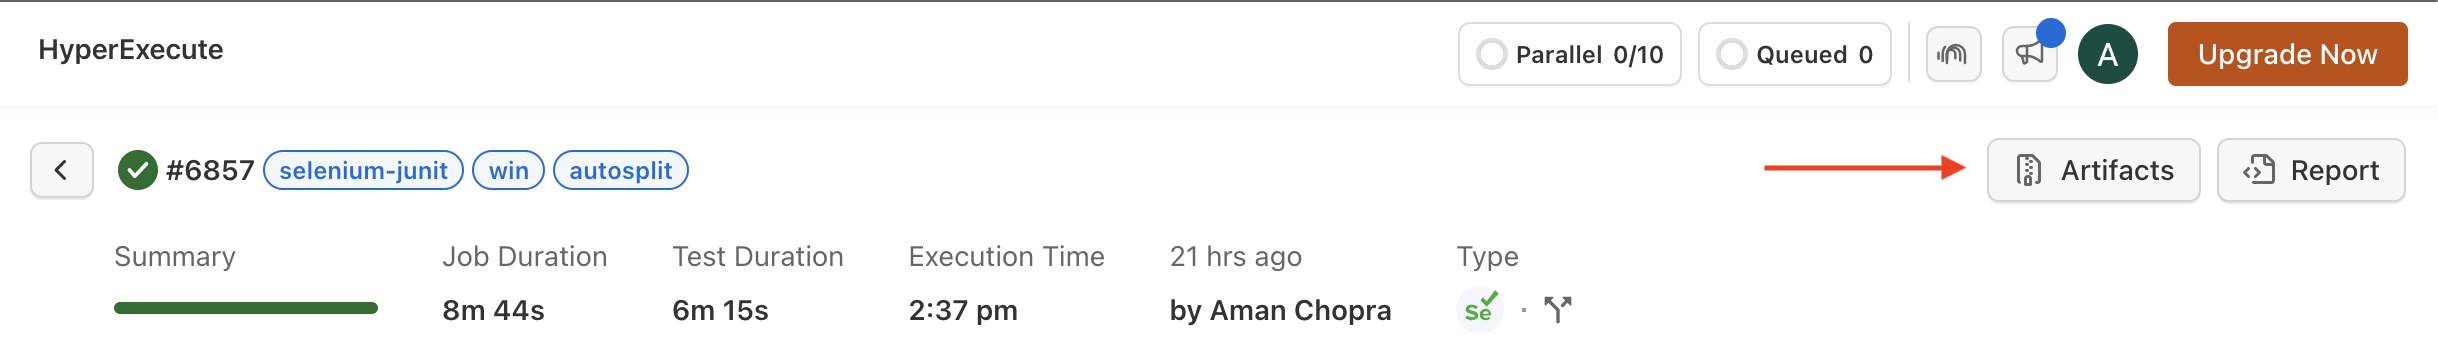 HyperExecute
Parallel 0/10
Queued 0
A
Upgrade Now
#6857
selenium-junit
win
autosplit
Artifacts
Report
Summary
Job Duration
Test Duration
Execution Time
21 hrs ago
Type
8m 44s
6m 15s
2:37 pm
by Aman Chopra
Se